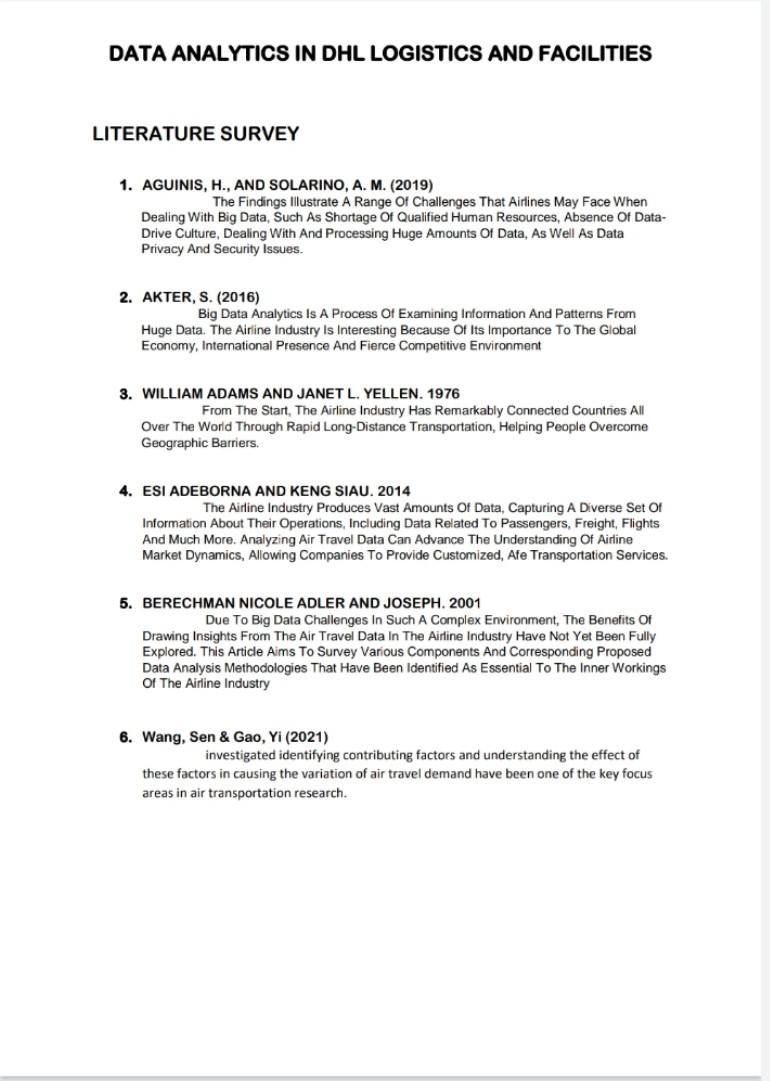 DATA ANALYTICS IN DHL LOGISTICS AND FACILITIES
LITERATURE SURVEY
1. AGUINIS, H., AND SOLARINO, A. M. (2019)
The Findings Illustrate A Range Of Challenges That Airlines May Face When
Dealing With Big Data, Such As Shortage Of Qualified Human Resources, Absence Of Data-
Drive Culture, Dealing With And Processing Huge Amounts Of Data, As Well As Data
Privacy And Security Issues.
2. AKTER, S. (2016)
Big Data Analytics Is A Process Of Examining Information And Patterns From
Huge Data. The Airline Industry Is Interesting Because Of Its Importance To The Global
Economy, International Presence And Fierce Competitive Environment
3. WILLIAM ADAMS AND JANET L. YELLEN. 1976
From The Start, The Airline Industry Has Remarkably Connected Countries All
Over The World Through Rapid Long-Distance Transportation, Helping People Overcome
Geographic Barriers.
4. ESI ADEBORNA AND KENG SIAU. 2014
The Airline Industry Produces Vast Amounts Of Data, Capturing A Diverse Set Of
Information About Their Operations, Including Data Related To Passengers, Freight, Flights
And Much More. Analyzing Air Travel Data Can Advance The Understanding Of Airline
Market Dynamics, Allowing Companies To Provide Customized, Afe Transportation Services.
5. BERECHMAN NICOLE ADLER AND JOSEPH. 2001
Due To Big Data Challenges In Such A Complex Environment, The Benefits Of
Drawing Insights From The Air Travel Data In The Airline Industry Have Not Yet Been Fully
Explored. This Article Aims To Survey Various Components And Corresponding Proposed
Data Analysis Methodologies That Have Been Identified As Essential To The Inner Workings
Of The Airline Industry
6. Wang, Sen & Gao, Yi (2021)
investigated identifying contributing factors and understanding the effect of
these factors in causing the variation of air travel demand have been one of the key focus
areas in air transportation research.